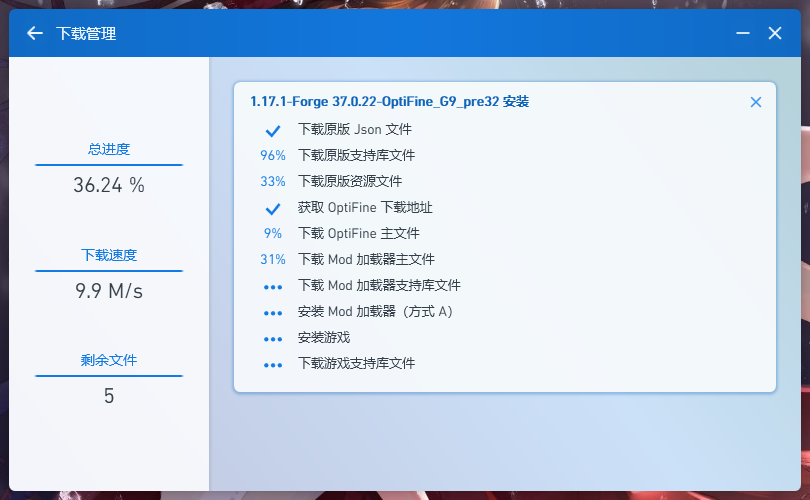 下载管理
总进度
36.24 %
下载速度
9.9 M/s
剩余文件
5
1.17.1-Forge 37.0.22-OptiFine_G9_pre32 安装
下载原版 Json 文件
96% 下载原版支持库文件
33% 下载原版资源文件
获取 OptiFine 下载地址
9% 下载 OptiFine 主文件
31% 下载 Mod 加载器主文件
下载 Mod 加载器支持库文件
安装 Mod 加载器（方式 A）
安装游戏
下载游戏支持库文件